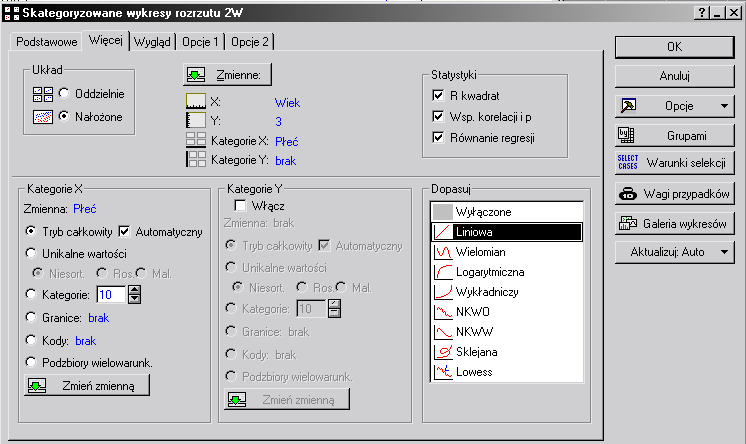 Skategoryzowane wykresy rozrzutu 2W
Podstawowe Więcej Wygląd Opcje 1 Opcje 2
Układ
Oddzielnie
Nałożone
Zmienne:
X: Wiek
Y: 3
Kategorie X: Płeć
Kategorie Y: brak
Statystyki
R kwadrat
Wsp. korelacji i p
Równanie regresji
Kategorie X
Zmienna: Płeć
Tryb całkowity Automatyczny
Unikalne wartości
Niesort. Ros. Mal.
Kategorie: 10
Granice: brak
Kody: brak
Podzbiory wielowarunk.
Zmień zmienną
Kategorie Y
Włącz
Zmienna: brak
Tryb całkowity Automatyczny
Unikalne wartości
Niesort. Ros. Mal.
Kategorie: 10
Granice: brak
Kody: brak
Podzbiory wielowarunk.
Zmień zmienną
Dopasuj
Wyłączone
Liniowa
Wielomian
Logarytmiczna
Wykładniczy
NKWO
NKWW
Sklejana
Lowess
OK
Anuluj
Opcje
Grupami
SELECT CASES Warunki selekcji
Wagi przypadków
Galeria wykresów
Aktualizuj: Auto